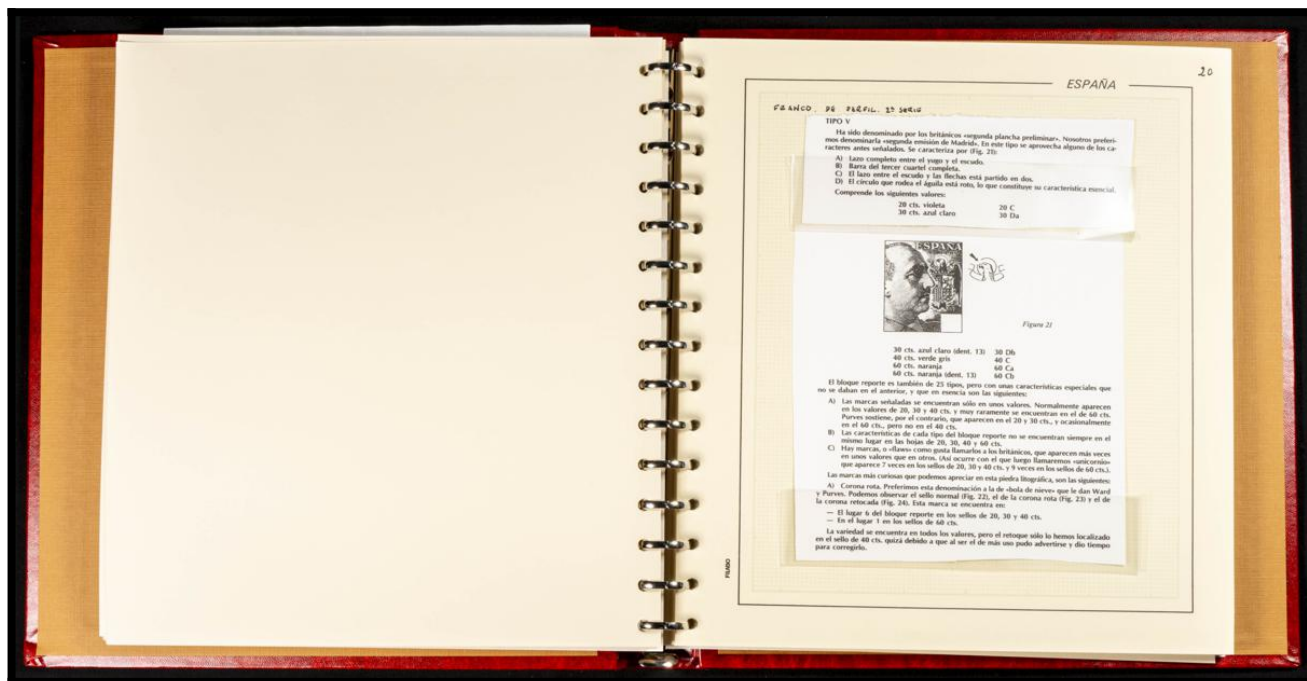 20
ESPAÑA
FRANCO. DE PERFIL. 2ª SERIE
TIPO V
Ha sido denominado por los británicos «segunda plancha preliminar». Nosotros preferi-
mos denominarla «segunda emisión de Madrid». En este tipo se aprovecha alguno de los ca-
racteres antes señalados. Se caracteriza por (Fig. 21):
A) Lazo completo entre el yugo y el escudo.
B) Barra del tercer cuartel completa.
C) El lazo entre el escudo y las flechas está partido en dos.
D) El círculo que rodea el águila está roto, lo que constituye su característica esencial.
Comprende los siguientes valores:
20 cts. violeta 20 C
30 cts. azul claro 30 Da
ESPAÑA
Figura 21
30 cts. azul claro (dent. 13) 30 Db
40 cts. verde gris 40 C
60 cts. naranja 60 Ca
60 cts. naranja (dent. 13) 60 Cb
El bloque reporte es también de 25 tipos, pero con unas características especiales que
no se daban en el anterior, y que en esencia son las siguientes:
A) Las marcas señaladas se encuentran sólo en unos valores. Normalmente aparecen
en los valores de 20, 30 y 40 cts. y muy raramente se encuentran en el de 60 cts.
Purves sostiene, por el contrario, que aparecen en el 20 y 30 cts., y ocasionalmente
en el 60 cts., pero no en el 40 cts.
B) Las características de cada tipo del bloque reporte no se encuentran siempre en el
mismo lugar en las hojas de 20, 30, 40 y 60 cts.
C) Hay marcas, o «flaws» como gusta llamarlos a los británicos, que aparecen más veces
en unos valores que en otros. (Así ocurre con el que luego llamaremos «unicornio»
que aparece 7 veces en los sellos de 20, 30 y 40 cts. y 9 veces en los sellos de 60 cts.).
Las marcas más curiosas que podemos apreciar en esta piedra litográfica, son las siguientes:
A) Corona rota. Preferimos esta denominación a la de «bola de nieve» que le dan Ward
y Purves. Podemos observar el sello normal (Fig. 22), el de la corona rota (Fig. 23) y el de
la corona retocada (Fig. 24). Esta marca se encuentra en:
— El lugar 6 del bloque reporte en los sellos de 20, 30 y 40 cts.
— En el lugar 1 en los sellos de 60 cts.
La variedad se encuentra en todos los valores, pero el retoque sólo lo hemos localizado
en el sello de 40 cts. quizá debido a que al ser el de más uso pudo advertirse y dio tiempo
para corregirlo.
FILABO